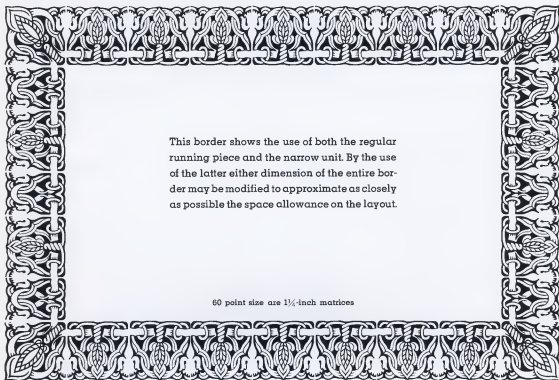 This border shows the use of both the regular
running piece and the narrow unit. By the use
of the latter either dimension of the entire bor-
der may be modified to approximate as closely
as possible the space allowance on the layout.
60 point size are 1½-inch matrices